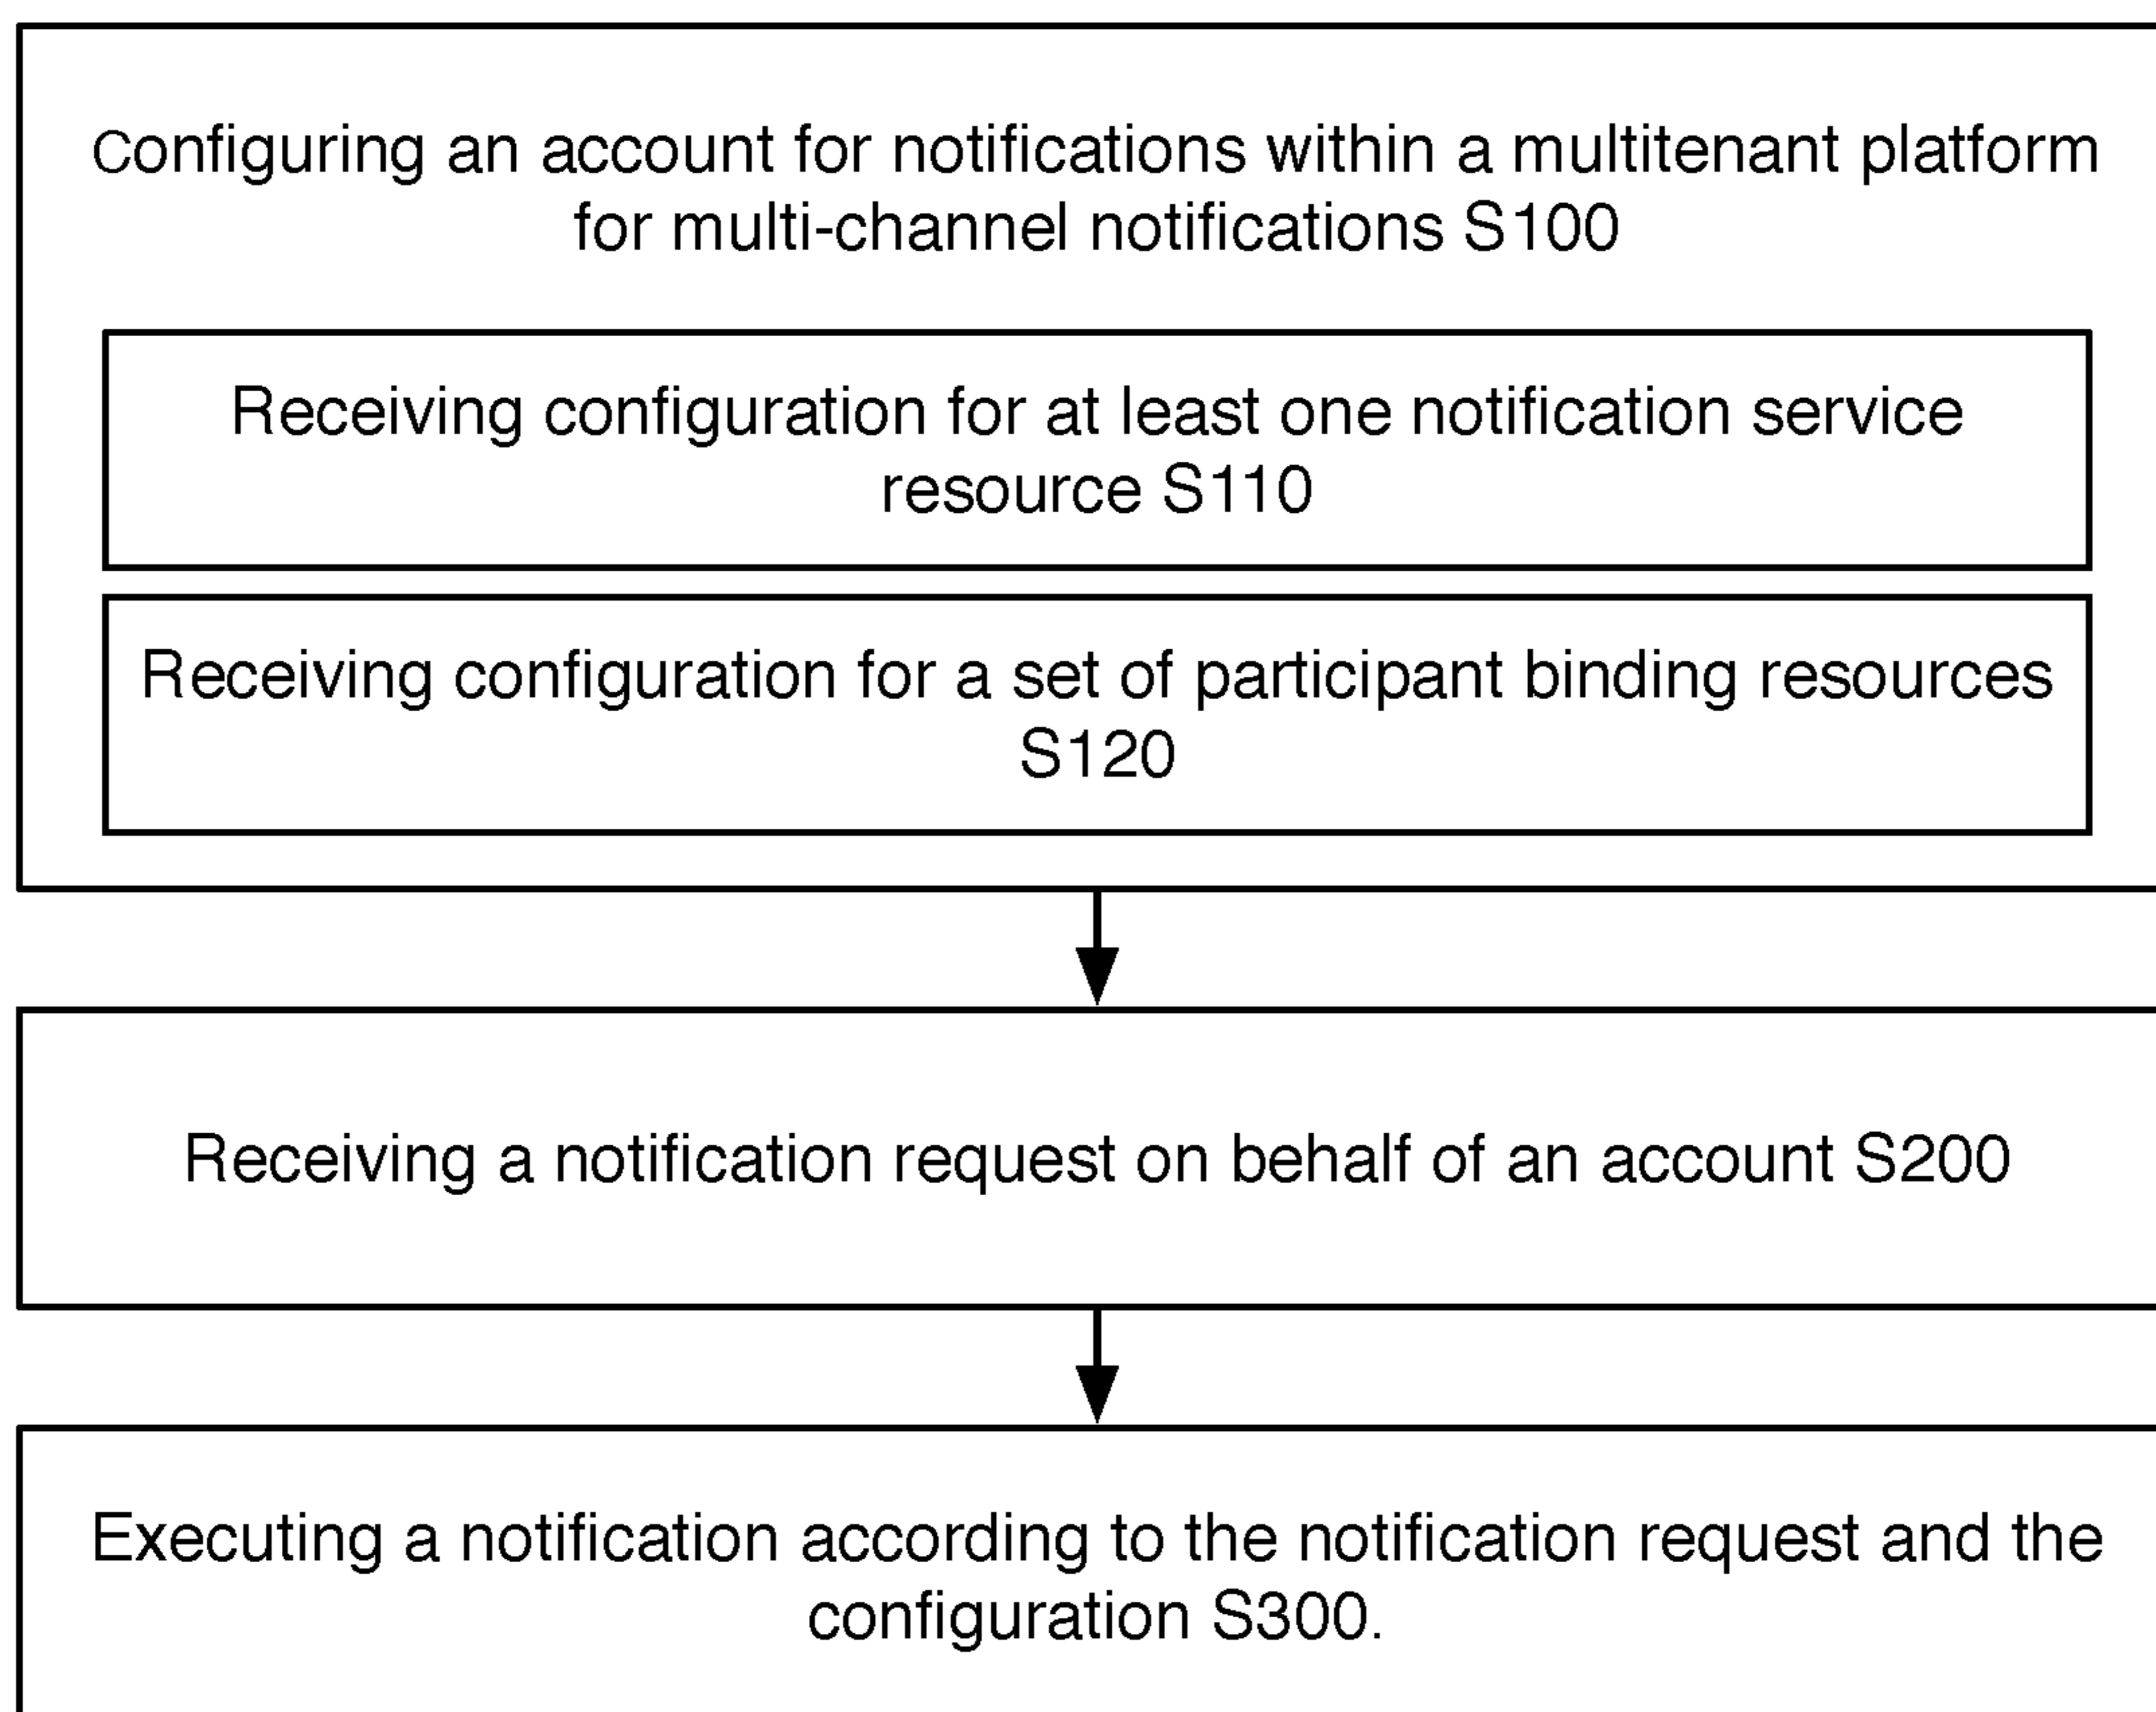 Configuring an account for notifications within a multitenant platform
for multi-channel notifications S100
Receiving configuration for at least one notification service
resource S110
Receiving configuration for a set of participant binding resources
S120
Receiving a notification request on behalf of an account S200
Executing a notification according to the notification request and the
configuration S300.